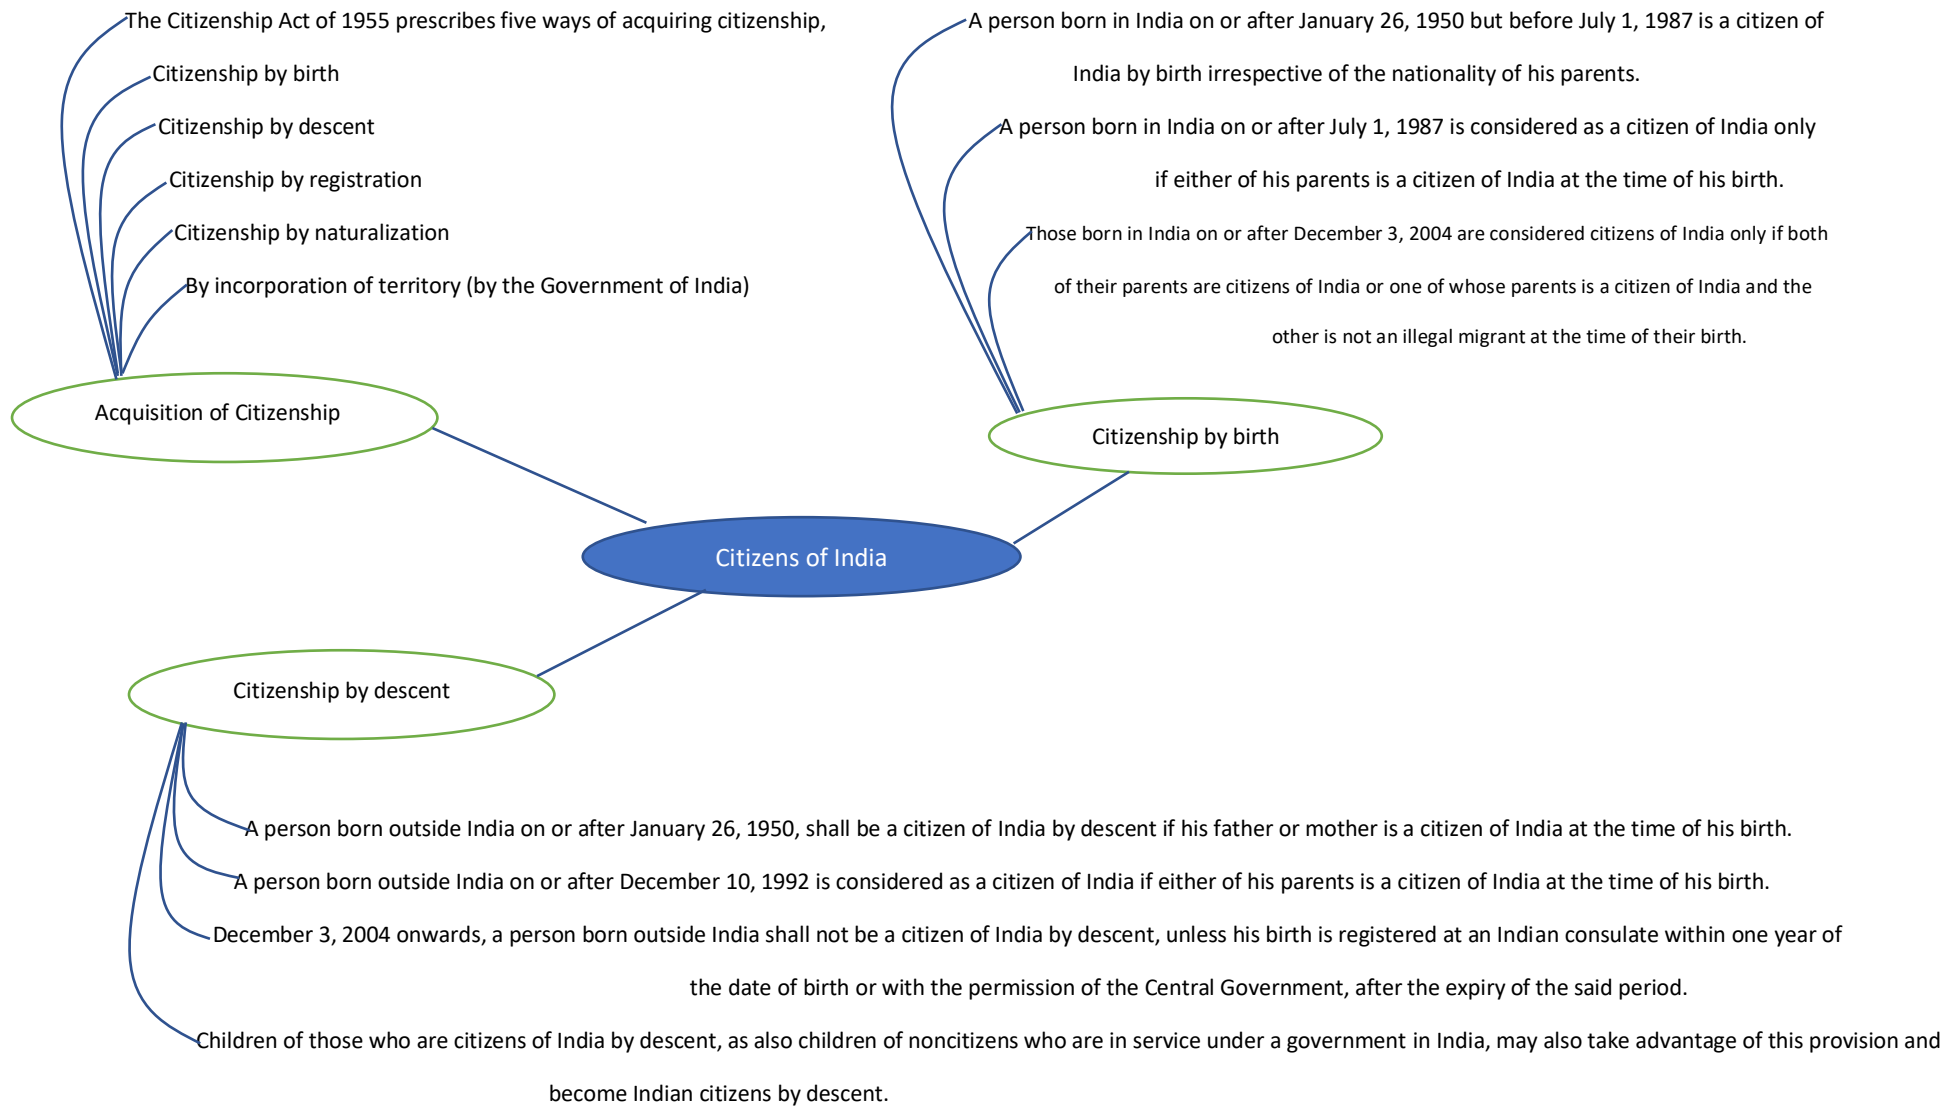 The Citizenship Act of 1955 prescribes five ways of acquiring citizenship,
Citizenship by birth
Citizenship by descent
Citizenship by registration
Citizenship by naturalization
By incorporation of territory (by the Government of India)
Acquisition of Citizenship
A person born in India on or after January 26, 1950 but before July 1, 1987 is a citizen of
India by birth irrespective of the nationality of his parents.
A person born in India on or after July 1, 1987 is considered as a citizen of India only
if either of his parents is a citizen of India at the time of his birth.
Those born in India on or after December 3, 2004 are considered citizens of India only if both
of their parents are citizens of India or one of whose parents is a citizen of India and the
other is not an illegal migrant at the time of their birth.
Citizenship by birth
Citizens of India
Citizenship by descent
A person born outside India on or after January 26, 1950, shall be a citizen of India by descent if his father or mother is a citizen of India at the time of his birth.
A person born outside India on or after December 10, 1992 is considered as a citizen of India if either of his parents is a citizen of India at the time of his birth.
December 3, 2004 onwards, a person born outside India shall not be a citizen of India by descent, unless his birth is registered at an Indian consulate within one year of
the date of birth or with the permission of the Central Government, after the expiry of the said period.
Children of those who are citizens of India by descent, as also children of noncitizens who are in service under a government in India, may also take advantage of this provision and
become Indian citizens by descent.